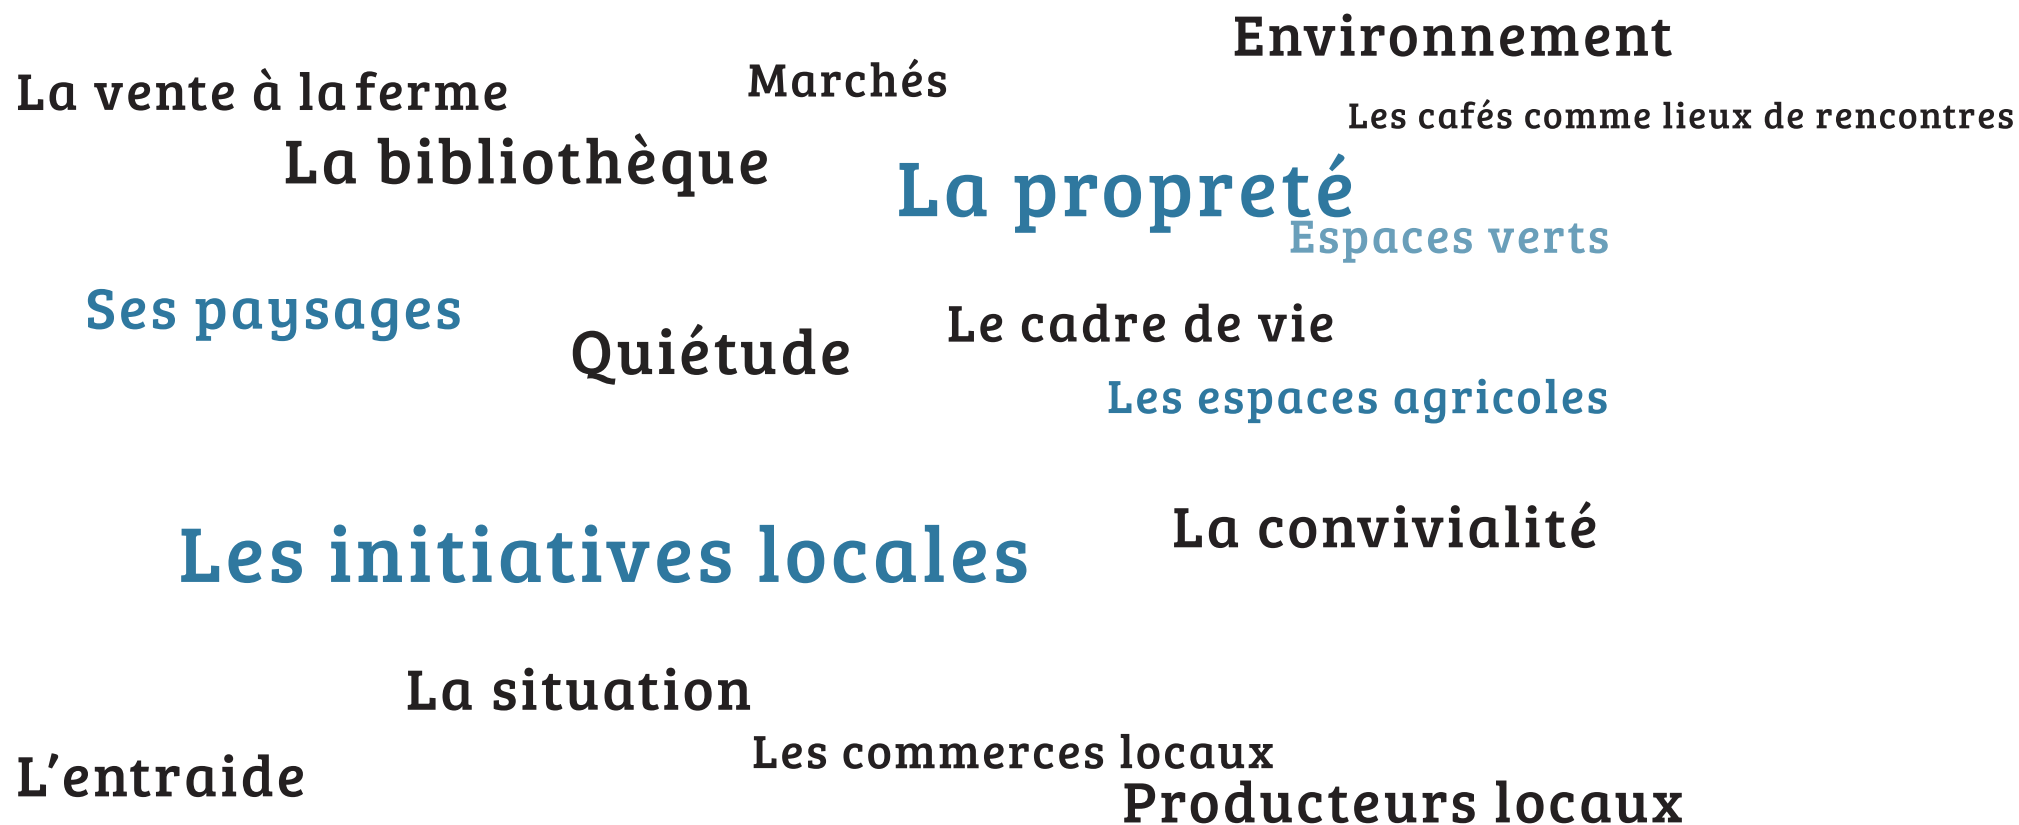 Environnement
La vente à la ferme
Marchés
Les cafés comme lieux de rencontres
La bibliothèque
La propreté
Espaces verts
Ses paysages
Quiétude
Le cadre de vie
Les espaces agricoles
Les initiatives locales
La convivialité
La situation
Les commerces locaux
L'entraide
Producteurs locaux